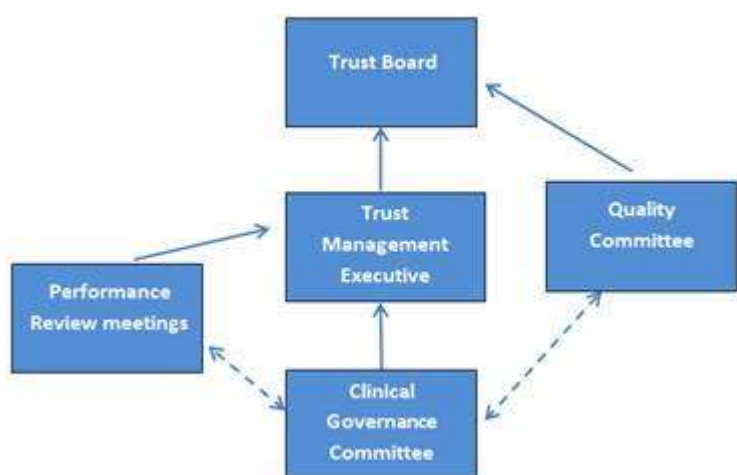 Trust Board
Trust
Management
Executive
Quality
Committee
Performance
Review meetings
Clinical
Governance
Committee